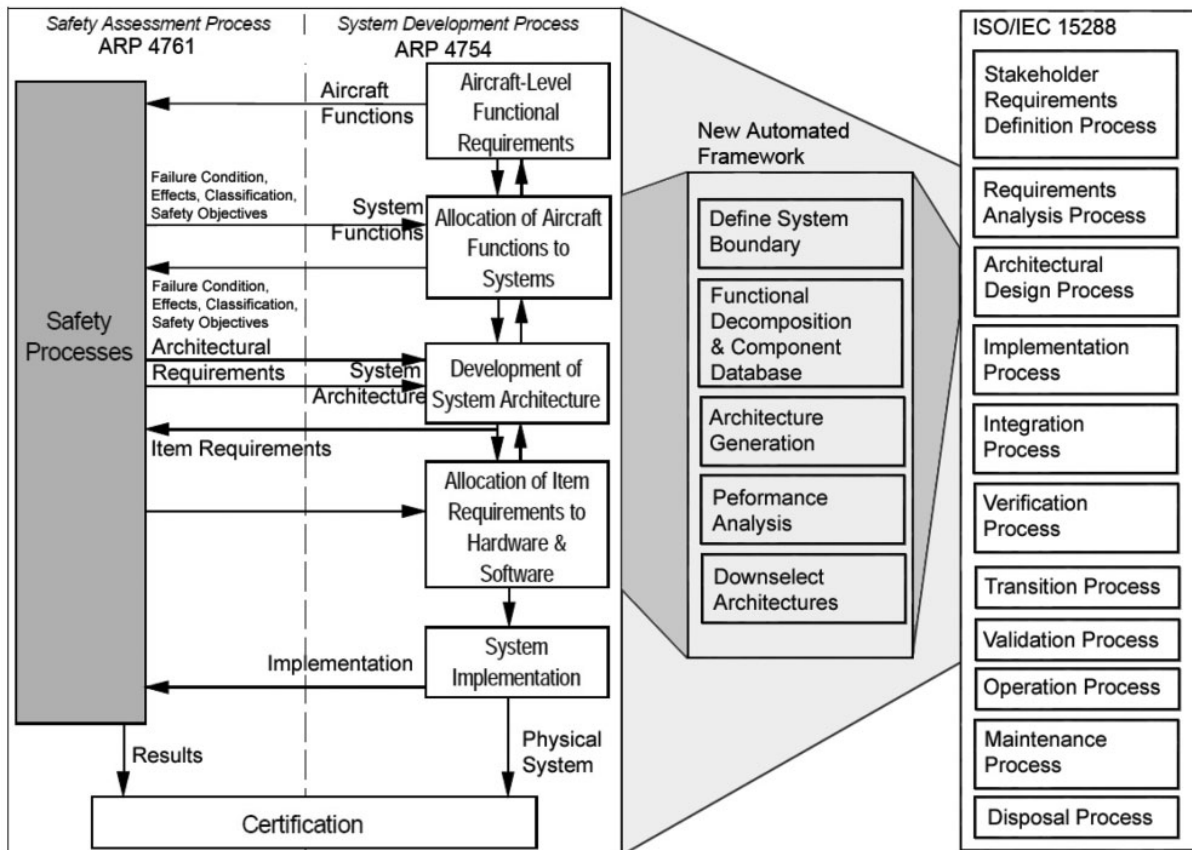 Safety Assessment Process
ARP 4761
System Development Process
ARP 4754
Aircraft
Functions
Aircraft-Level
Functional
Requirements
Failure Condition,
Effects, Classification,
Safety Objectives
System
Functions
Allocation of Aircraft
Functions to
Systems
Failure Condition,
Effects, Classification,
Safety Objectives
Safety
Processes
Architectural
Requirements
System
Architecture
Development of
System Architecture
Item Requirements
Allocation of Item
Requirements to
Hardware &
Software
Implementation
System
Implementation
Results
Physical
System
Certification
New Automated
Framework
Define System
Boundary
Functional
Decomposition
& Component
Database
Architecture
Generation
Peformance
Analysis
Downselect
Architectures
ISO/IEC 15288
Stakeholder
Requirements
Definition Process
Requirements
Analysis Process
Architectural
Design Process
Implementation
Process
Integration
Process
Verification
Process
Transition Process
Validation Process
Operation Process
Maintenance
Process
Disposal Process